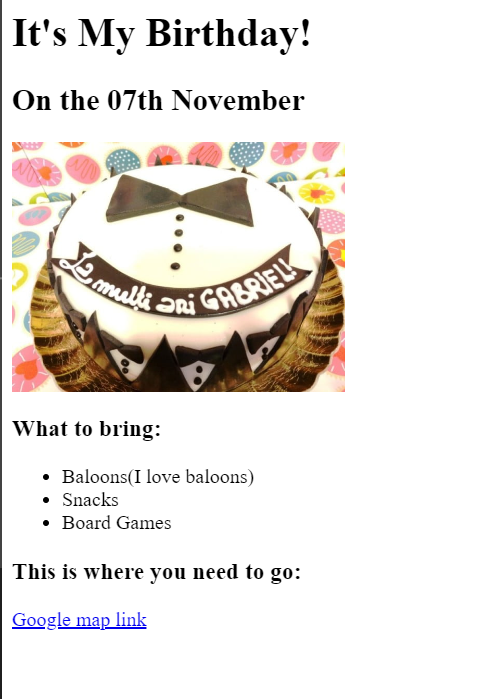 It's My Birthday!
On the 07th November
La mulți ani GABRIEL!
What to bring:
Baloons(I love baloons)
Snacks
Board Games
This is where you need to go:
Google map link